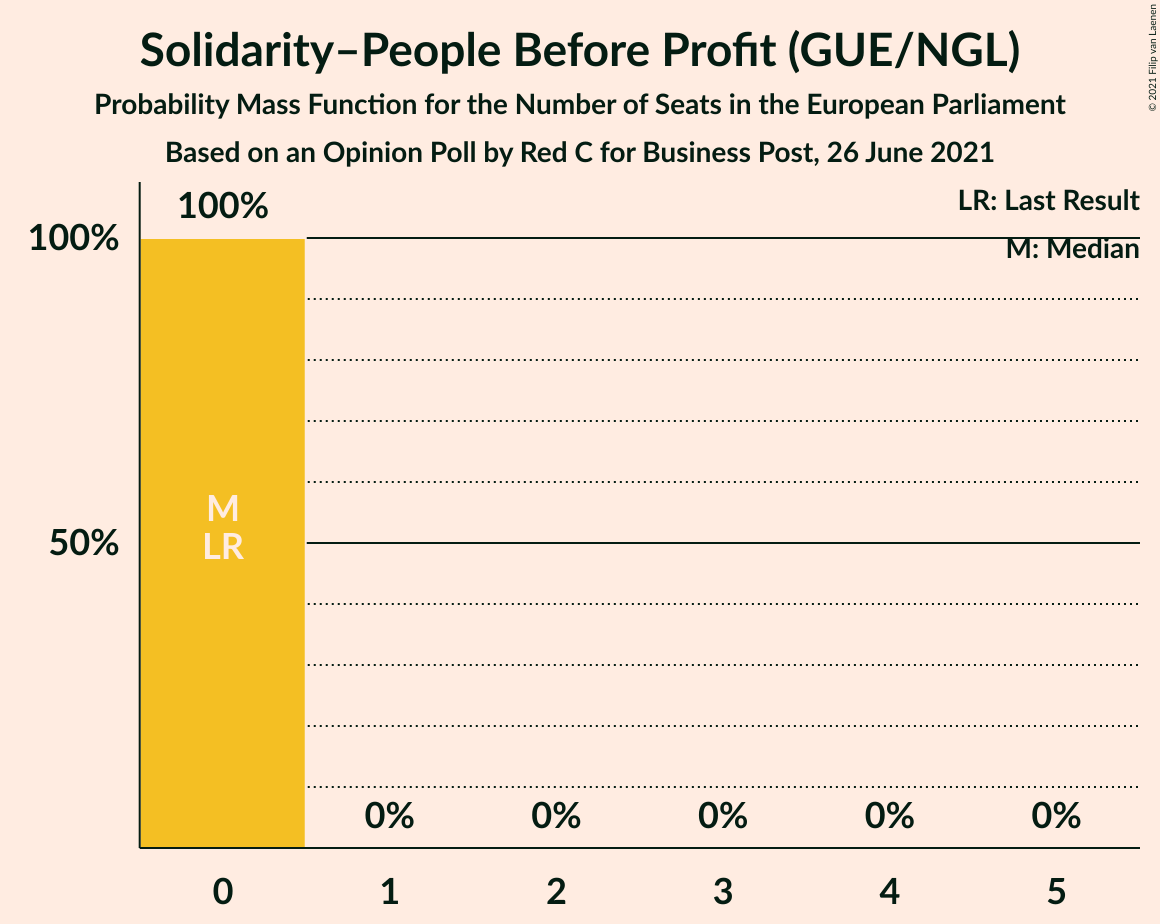 Solidarity–People Before Profit (GUE/NGL)
Probability Mass Function for the Number of Seats in the European Parliament
Based on an Opinion Poll by Red C for Business Post, 26 June 2021
© 2021 Filip van Laenen
LR: Last Result
M: Median
100%
100%
50%
M
LR
0% 0% 0% 0% 0%
0 1 2 3 4 5